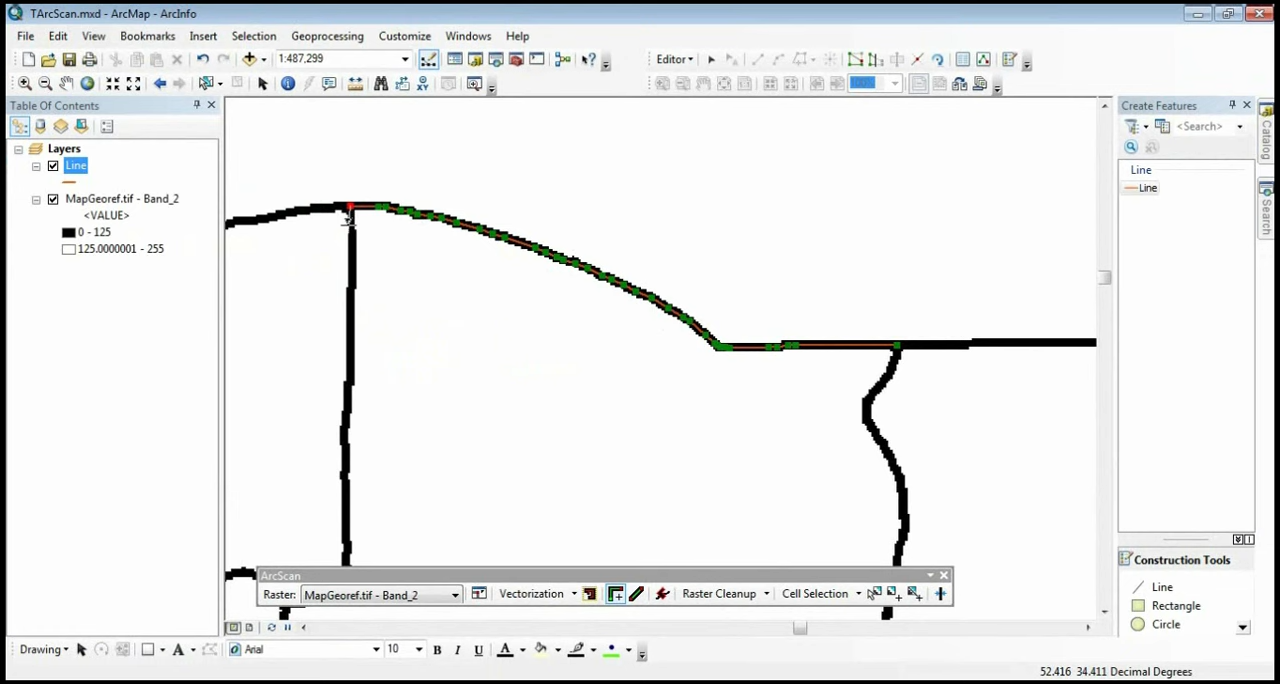 TArcScan.mxd - ArcMap - ArcInfo
File Edit View Bookmarks Insert Selection Geoprocessing Customize Windows Help
1:487,299
Editor
Table Of Contents
Layers
Line
MapGeoref.tif - Band_2
<VALUE>
0 - 125
125.0000001 - 255
Create Features
<Search>
Line
Line
Catalog
Search
Construction Tools
Line
Rectangle
Circle
ArcScan
Raster: MapGeoref.tif - Band_2 Vectorization Raster Cleanup Cell Selection
Drawing A Arial 10 B I U A
52.416 34.411 Decimal Degrees